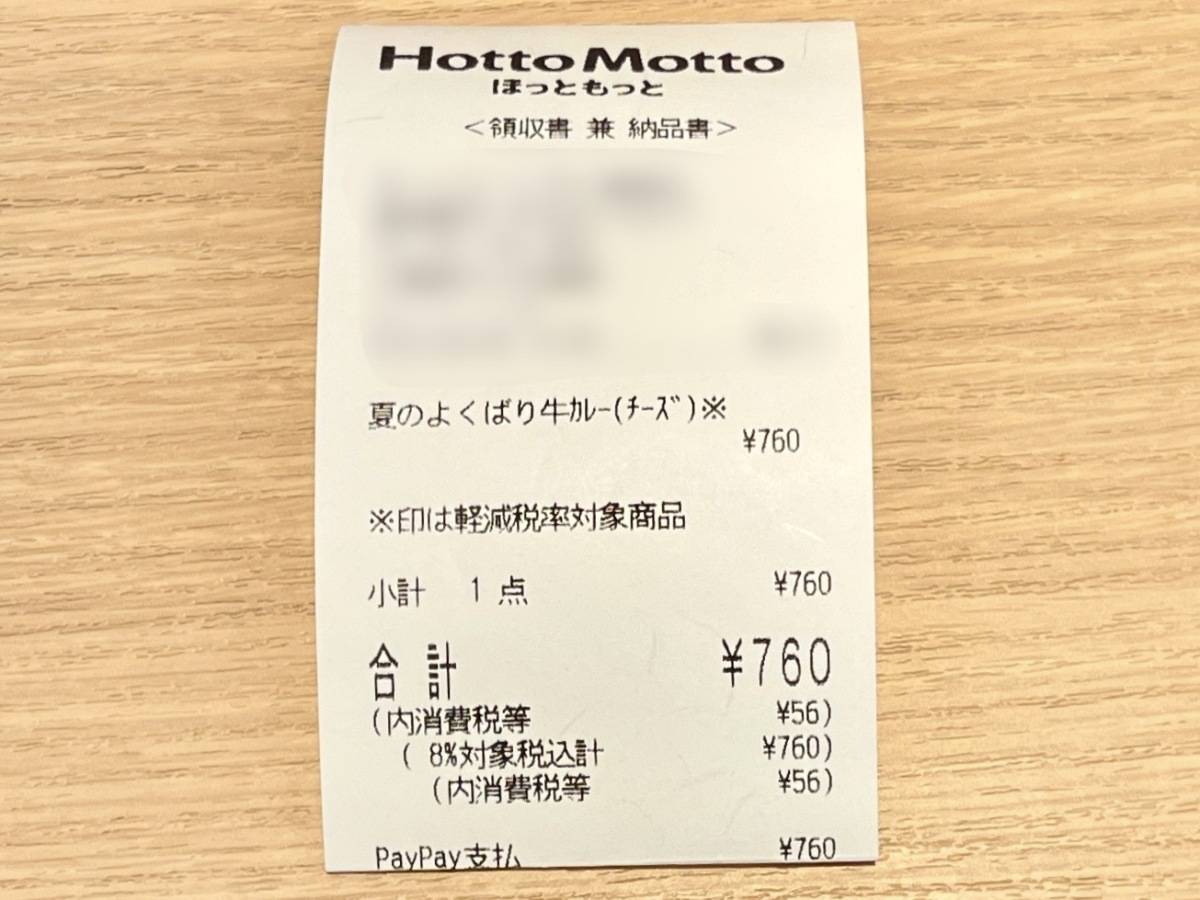 Hotto Motto
ほっともっと
＜領収書 兼 納品書＞
夏のよくばり牛ｶﾚｰ(ﾁｰｽﾞ)※
¥760
※印は軽減税率対象商品
小計 1 点 ¥760
合 計 ¥760
(内消費税等 ¥56)
( 8%対象税込計 ¥760)
(内消費税等 ¥56)
PayPay支払 ¥760